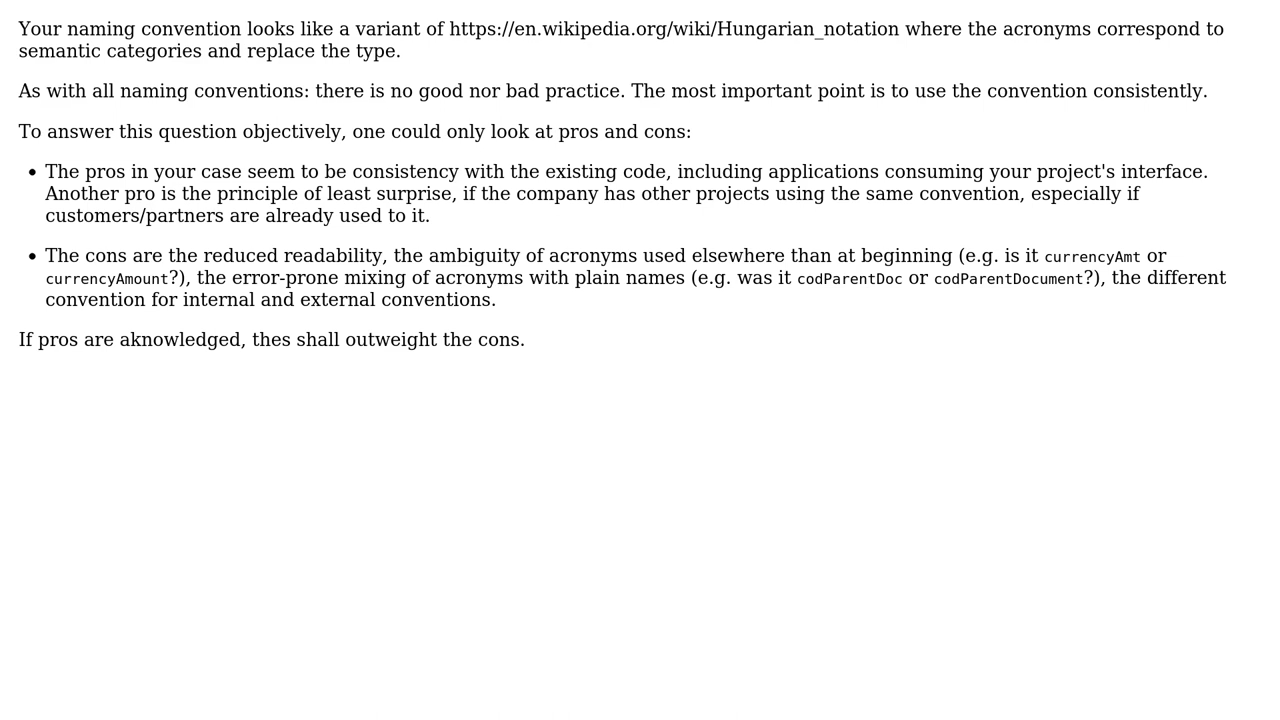 Your naming convention looks like a variant of https://en.wikipedia.org/wiki/Hungarian_notation where the acronyms correspond to
semantic categories and replace the type.
As with all naming conventions: there is no good nor bad practice. The most important point is to use the convention consistently.
To answer this question objectively, one could only look at pros and cons:
• The pros in your case seem to be consistency with the existing code, including applications consuming your project's interface.
Another pro is the principle of least surprise, if the company has other projects using the same convention, especially if
customers/partners are already used to it.
• The cons are the reduced readability, the ambiguity of acronyms used elsewhere than at beginning (e.g. is it currencyAmt or
currencyAmount?), the error-prone mixing of acronyms with plain names (e.g. was it codParentDoc or codParentDocument?), the different
convention for internal and external conventions.
If pros are aknowledged, thes shall outweight the cons.